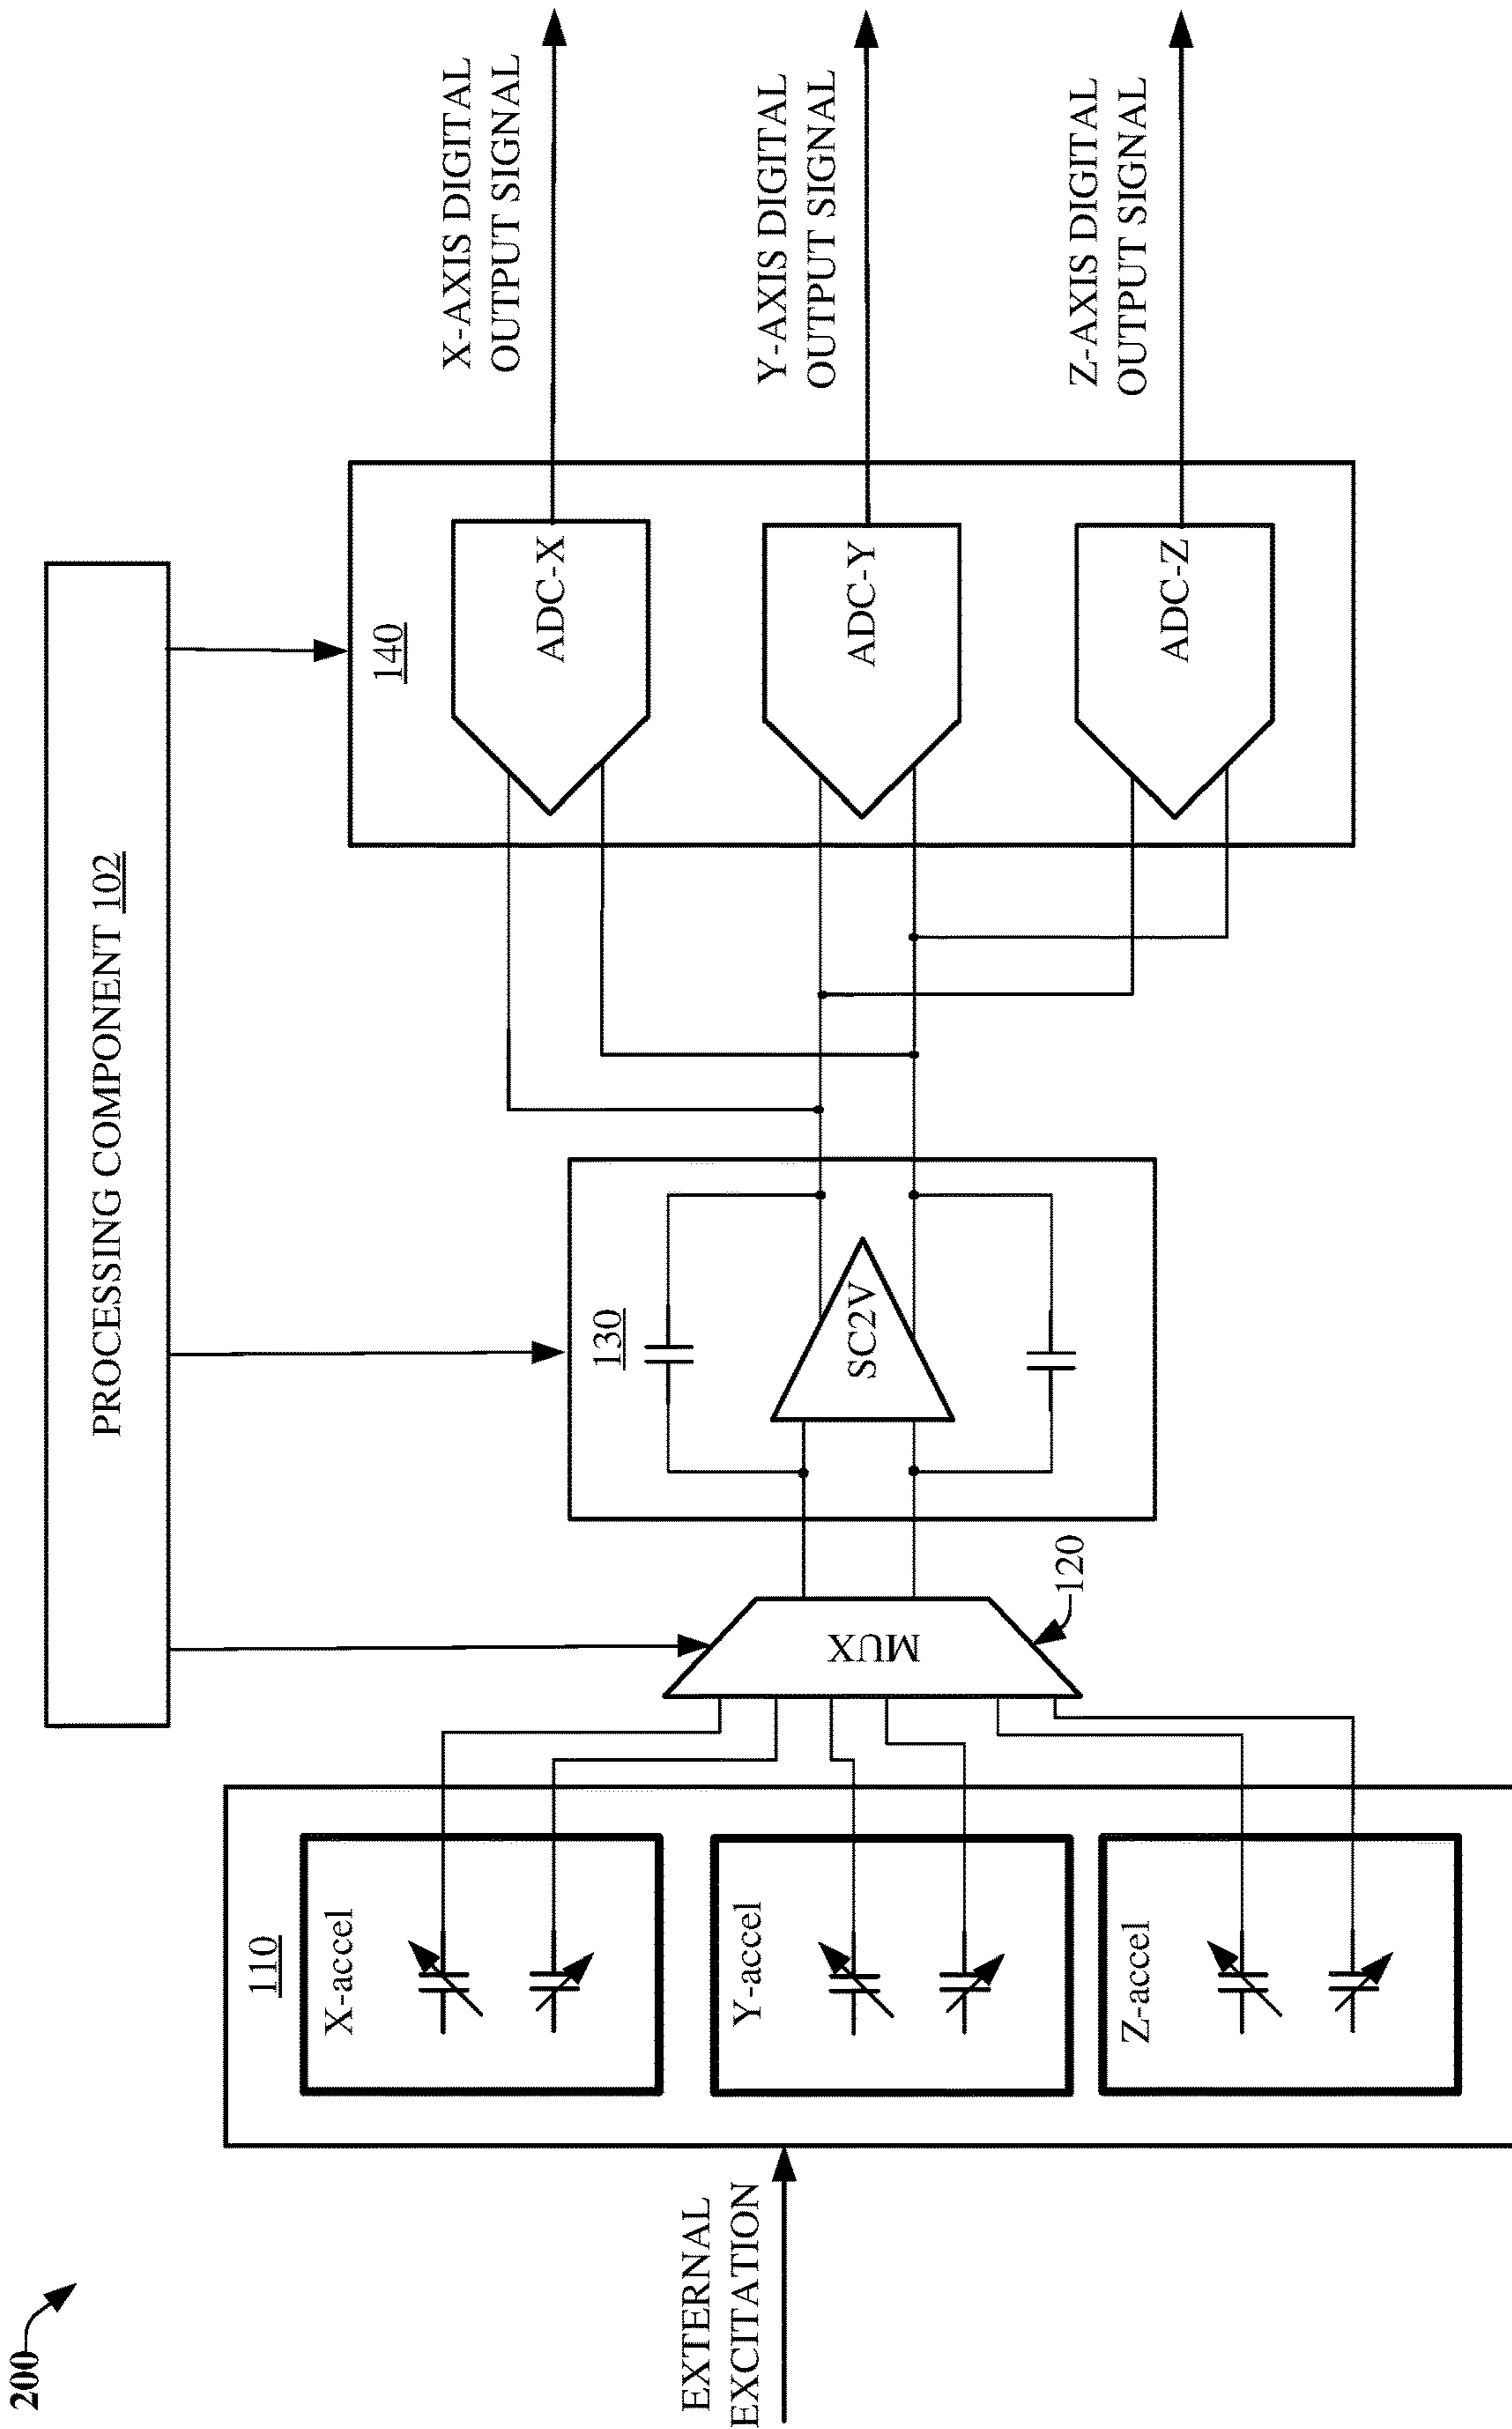 200
PROCESSING COMPONENT 102
EXTERNAL
EXCITATION
110
X-accel
Y-accel
Z-accel
MUX
120
130
SC2V
140
ADC-X
ADC-Y
ADC-Z
X-AXIS DIGITAL
OUTPUT SIGNAL
Y-AXIS DIGITAL
OUTPUT SIGNAL
Z-AXIS DIGITAL
OUTPUT SIGNAL